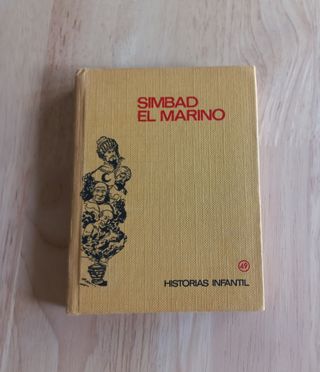 SIMBAD
EL MARINO
49
HISTORIAS INFANTIL